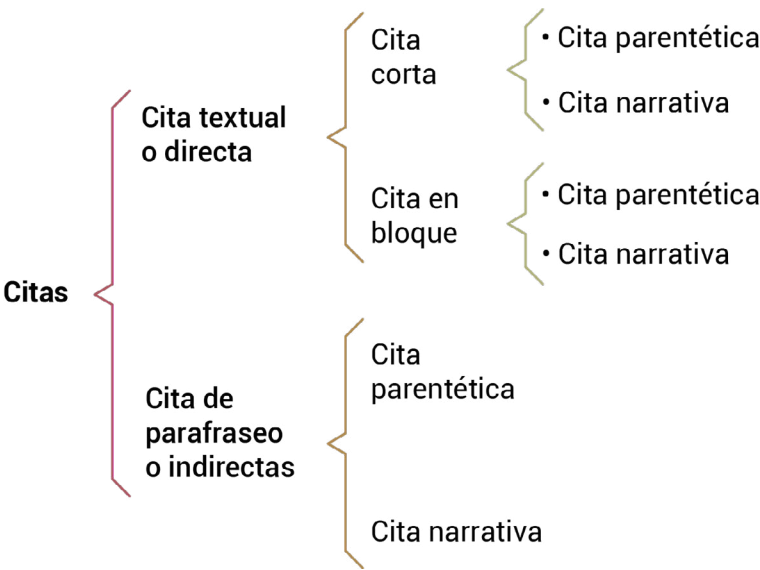 Citas
Cita textual
o directa
Cita
corta
• Cita parentética
• Cita narrativa
Cita en
bloque
• Cita parentética
• Cita narrativa
Cita de
parafraseo
o indirectas
Cita
parentética
Cita narrativa